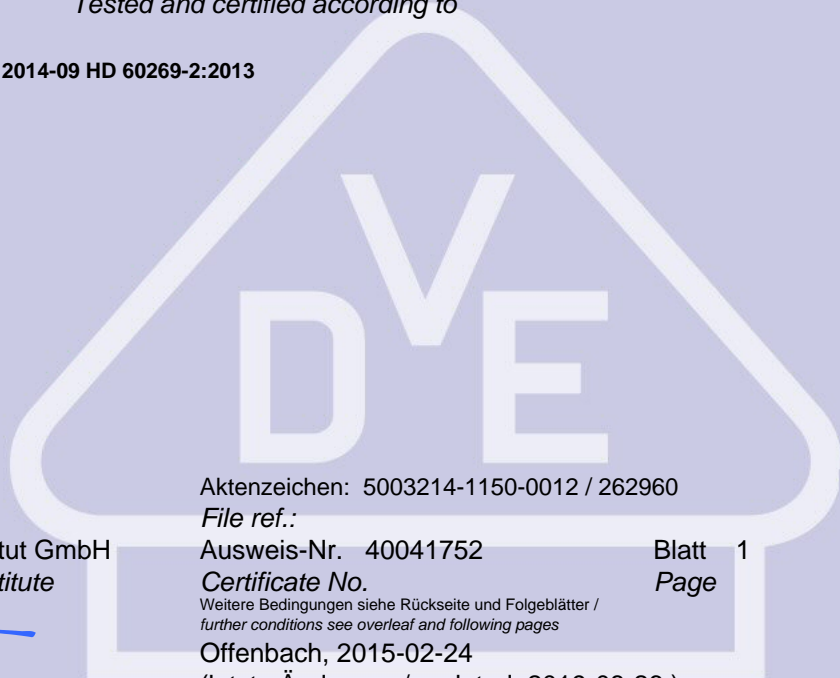 Tested and certified according to
2014-09 HD 60269-2:2013
DVE
Aktenzeichen: 5003214-1150-0012 / 262960
File ref.:
tut GmbH Ausweis-Nr. 40041752 Blatt 1
titute Certificate No. Page
Weitere Bedingungen siehe Rückseite und Folgeblätter /
further conditions see overleaf and following pages
Offenbach, 2015-02-24